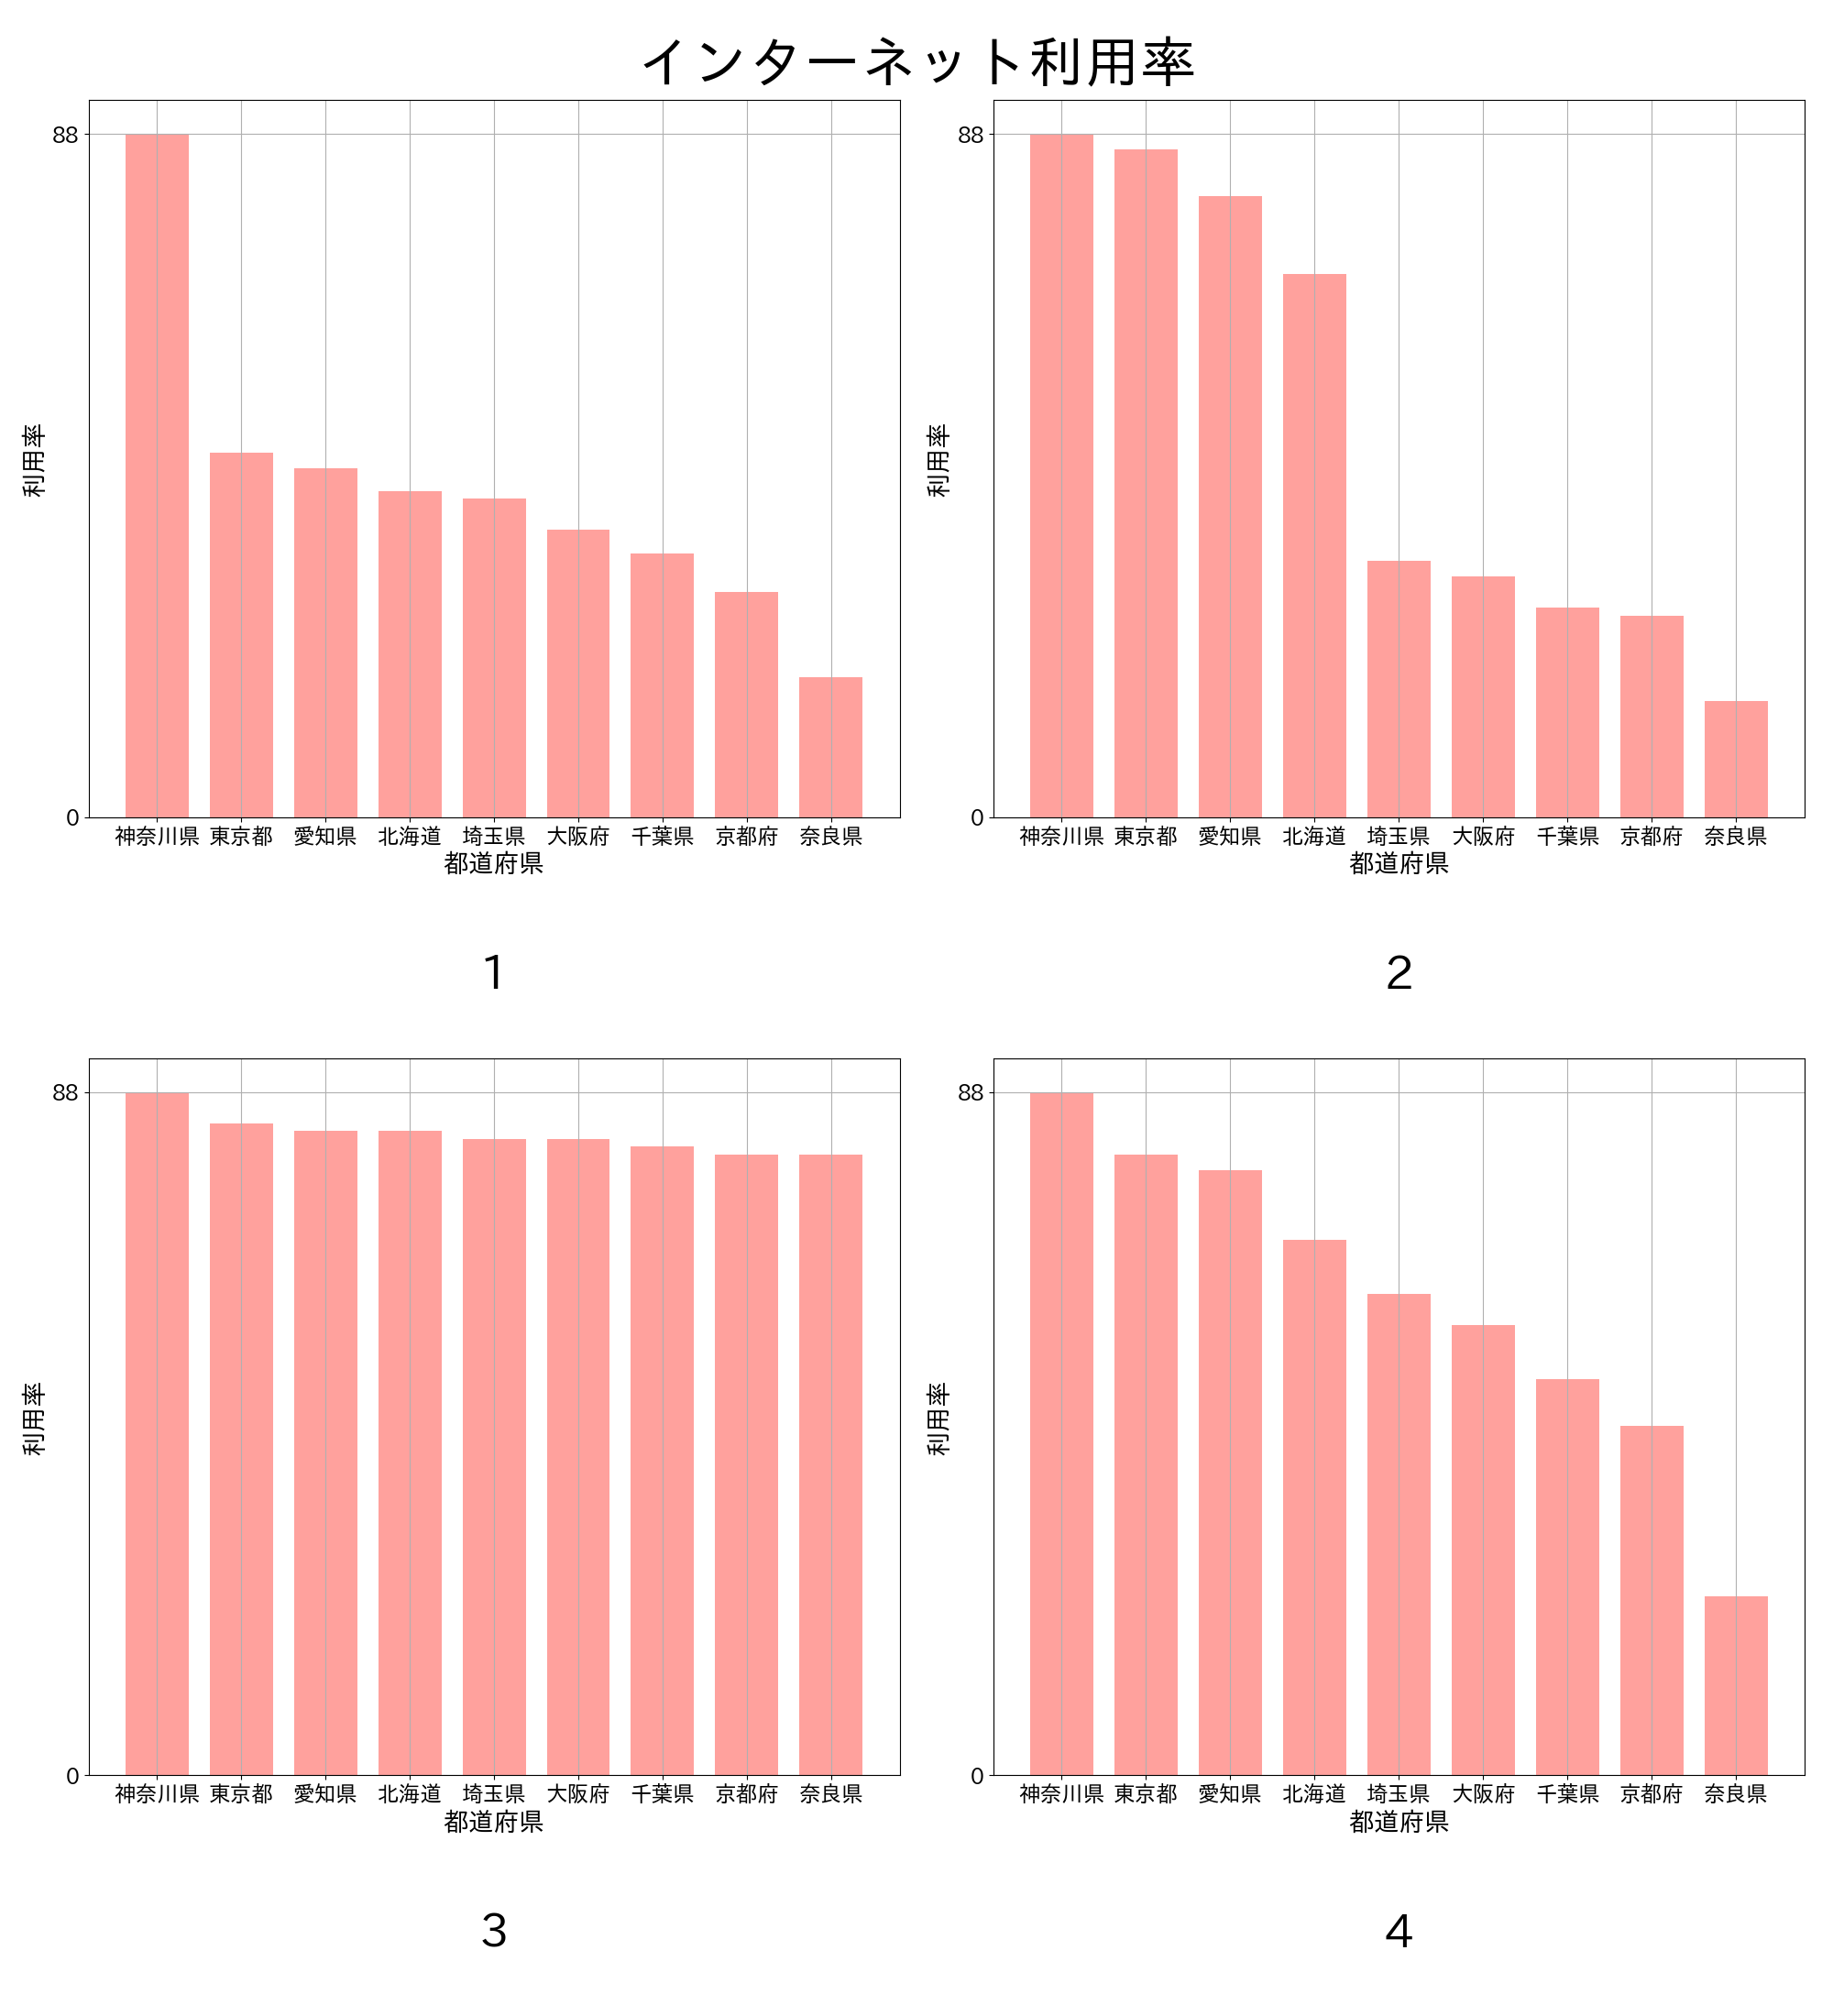 インターネット利用率
88
0
利用率
神奈川県 東京都 愛知県 北海道 埼玉県 大阪府 千葉県 京都府 奈良県
都道府県
1
88
0
利用率
神奈川県 東京都 愛知県 北海道 埼玉県 大阪府 千葉県 京都府 奈良県
都道府県
2
88
0
利用率
神奈川県 東京都 愛知県 北海道 埼玉県 大阪府 千葉県 京都府 奈良県
都道府県
3
88
0
利用率
神奈川県 東京都 愛知県 北海道 埼玉県 大阪府 千葉県 京都府 奈良県
都道府県
4